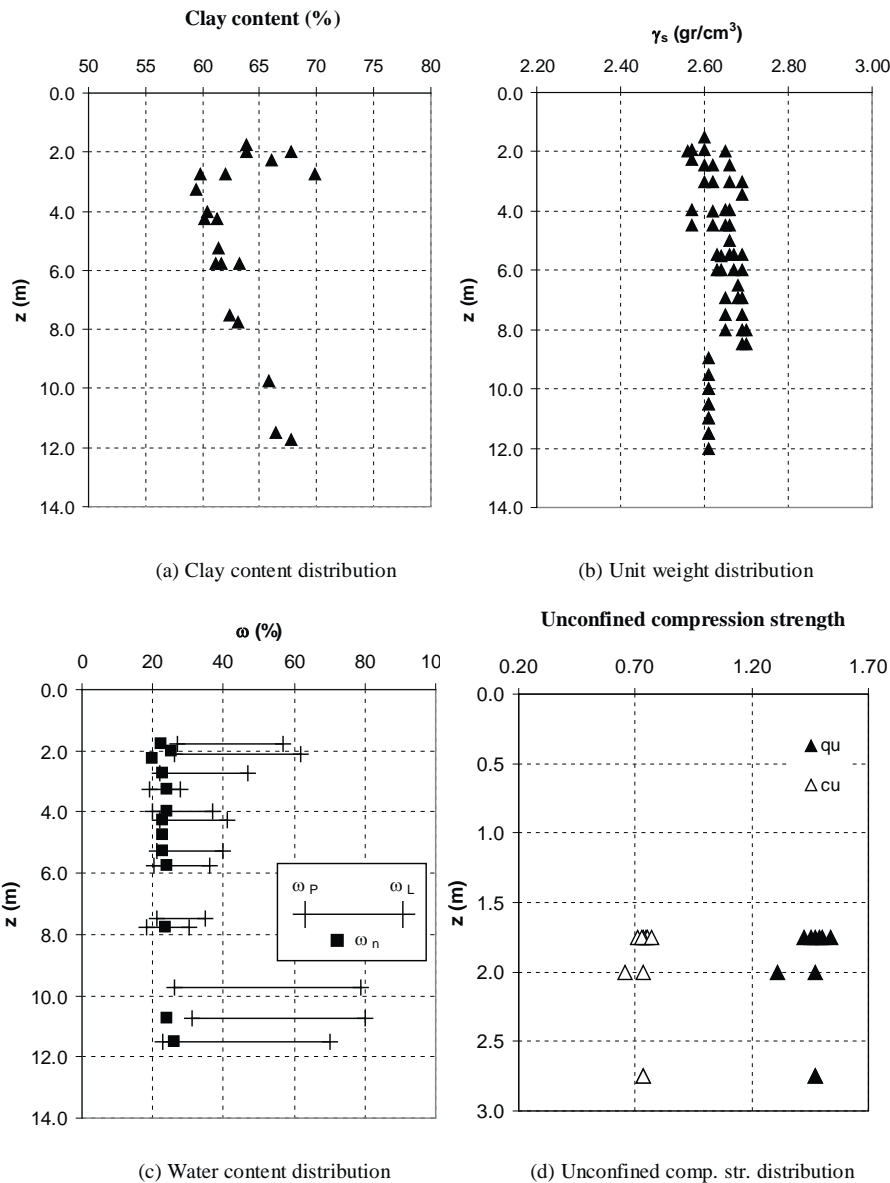 Clay content (%)
50 55 60 65 70 75 80
0.0
2.0
4.0
6.0
8.0
10.0
12.0
14.0
z (m)
(a) Clay content distribution
γs (gr/cm3)
2.20 2.40 2.60 2.80 3.00
0.0
2.0
4.0
6.0
8.0
10.0
12.0
14.0
z (m)
(b) Unit weight distribution
ω (%)
0 20 40 60 80 10
0.0
2.0
4.0
6.0
8.0
10.0
12.0
14.0
z (m)
ωP ωL
ωn
(c) Water content distribution
Unconfined compression strength
0.20 0.70 1.20 1.70
0.0
0.5
1.0
1.5
2.0
2.5
3.0
z (m)
qu
cu
(d) Unconfined comp. str. distribution